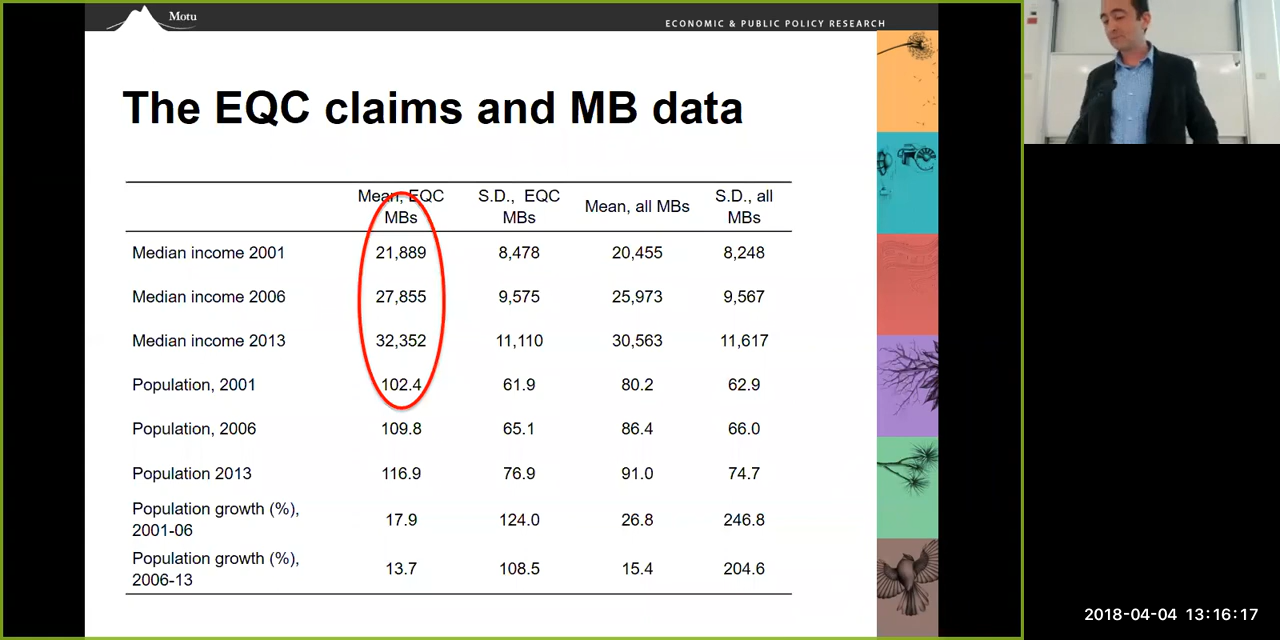 Motu
ECONOMIC & PUBLIC POLICY RESEARCH
The EQC claims and MB data
Mean, EQC MBs S.D., EQC MBs Mean, all MBs S.D., all MBs
Median income 2001 21,889 8,478 20,455 8,248
Median income 2006 27,855 9,575 25,973 9,567
Median income 2013 32,352 11,110 30,563 11,617
Population, 2001 102.4 61.9 80.2 62.9
Population, 2006 109.8 65.1 86.4 66.0
Population 2013 116.9 76.9 91.0 74.7
Population growth (%), 2001-06 17.9 124.0 26.8 246.8
Population growth (%), 2006-13 13.7 108.5 15.4 204.6
2018-04-04 13:16:17